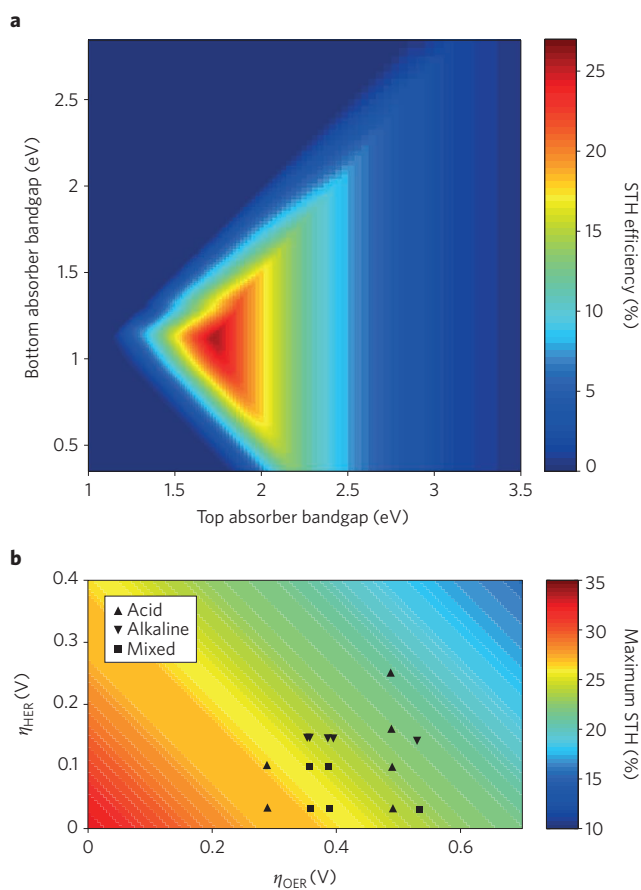 a
2.5
2
1.5
1
0.5
Bottom absorber bandgap (eV)
1 1.5 2 2.5 3 3.5
Top absorber bandgap (eV)
25
20
15
10
5
0
STH efficiency (%)
b
0.4
0.3
0.2
0.1
0
ηHER (V)
Acid
Alkaline
Mixed
0 0.2 0.4 0.6
ηOER (V)
35
30
25
20
15
10
Maximum STH (%)